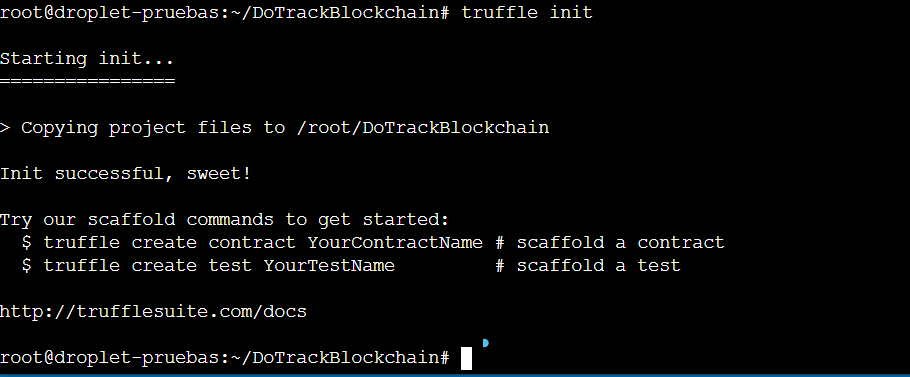 root@droplet-pruebas:~/DoTrackBlockchain# truffle init
Starting init...
================
> Copying project files to /root/DoTrackBlockchain
Init successful, sweet!
Try our scaffold commands to get started:
  $ truffle create contract YourContractName # scaffold a contract
  $ truffle create test YourTestName         # scaffold a test
http://trufflesuite.com/docs
root@droplet-pruebas:~/DoTrackBlockchain#